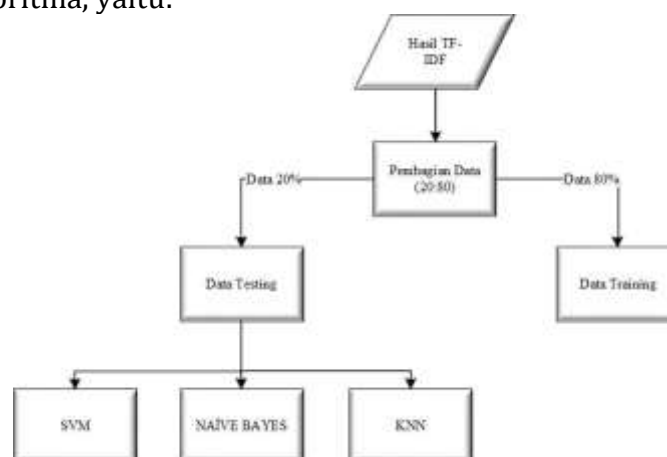 yaitu:
Hasil TF-
IDF
Pembagian Data
(20:80)
Data 20%
Data 80%
Data Testing
Data Training
SVM
NAÏVE BAYES
KNN